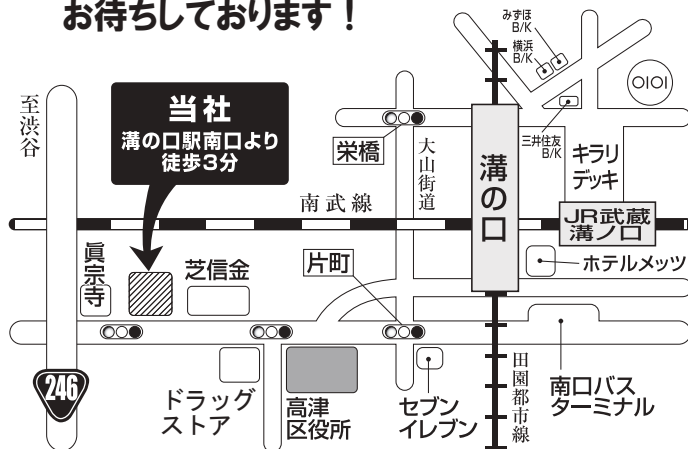 お待ちしております！
みずほ
B/K
横浜
B/K
OIOI
至渋谷
当社
溝の口駅南口より
徒歩3分
栄橋
大山街道
溝の口
三井住友
B/K
キラリ
デッキ
南武線
JR武蔵
溝ノ口
眞宗寺
芝信金
片町
ホテルメッツ
246
ドラッグ
ストア
高津
区役所
セブン
イレブン
田園都市線
南口バス
ターミナル